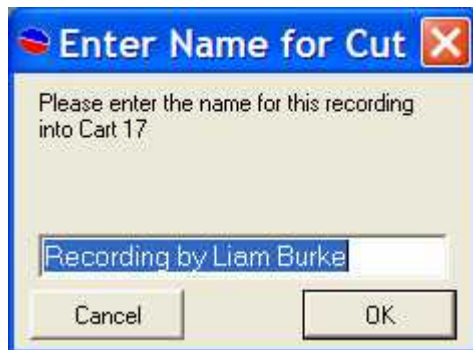 Enter Name for Cut
Please enter the name for this recording
into Cart 17
Recording by Liam Burke
Cancel
OK